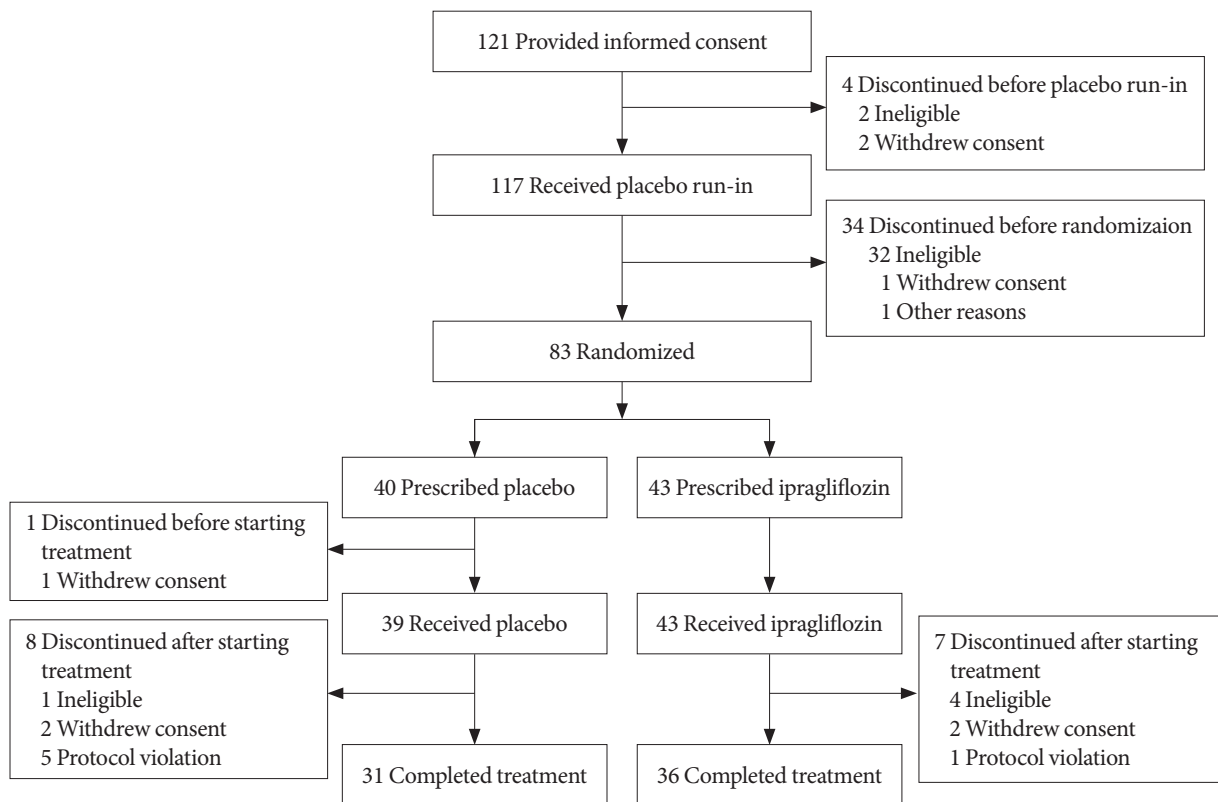 121 Provided informed consent
4 Discontinued before placebo run-in
2 Ineligible
2 Withdrew consent
117 Received placebo run-in
34 Discontinued before randomizaion
32 Ineligible
1 Withdrew consent
1 Other reasons
83 Randomized
40 Prescribed placebo
43 Prescribed ipragliflozin
1 Discontinued before starting
treatment
1 Withdrew consent
39 Received placebo
43 Received ipragliflozin
8 Discontinued after starting
treatment
1 Ineligible
2 Withdrew consent
5 Protocol violation
7 Discontinued after starting
treatment
4 Ineligible
2 Withdrew consent
1 Protocol violation
31 Completed treatment
36 Completed treatment